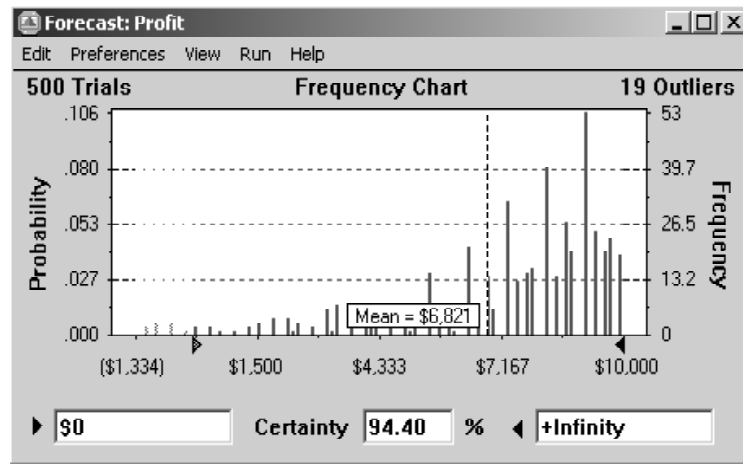 Forecast: Profit
Edit Preferences View Run Help
500 Trials Frequency Chart 19 Outliers
.106 53
.080 39.7
.053 26.5
.027 13.2
.000 0
Probability
Frequency
Mean = $6,821
($1,334) $1,500 $4,333 $7,167 $10,000
$0 Certainty 94.40 % +Infinity